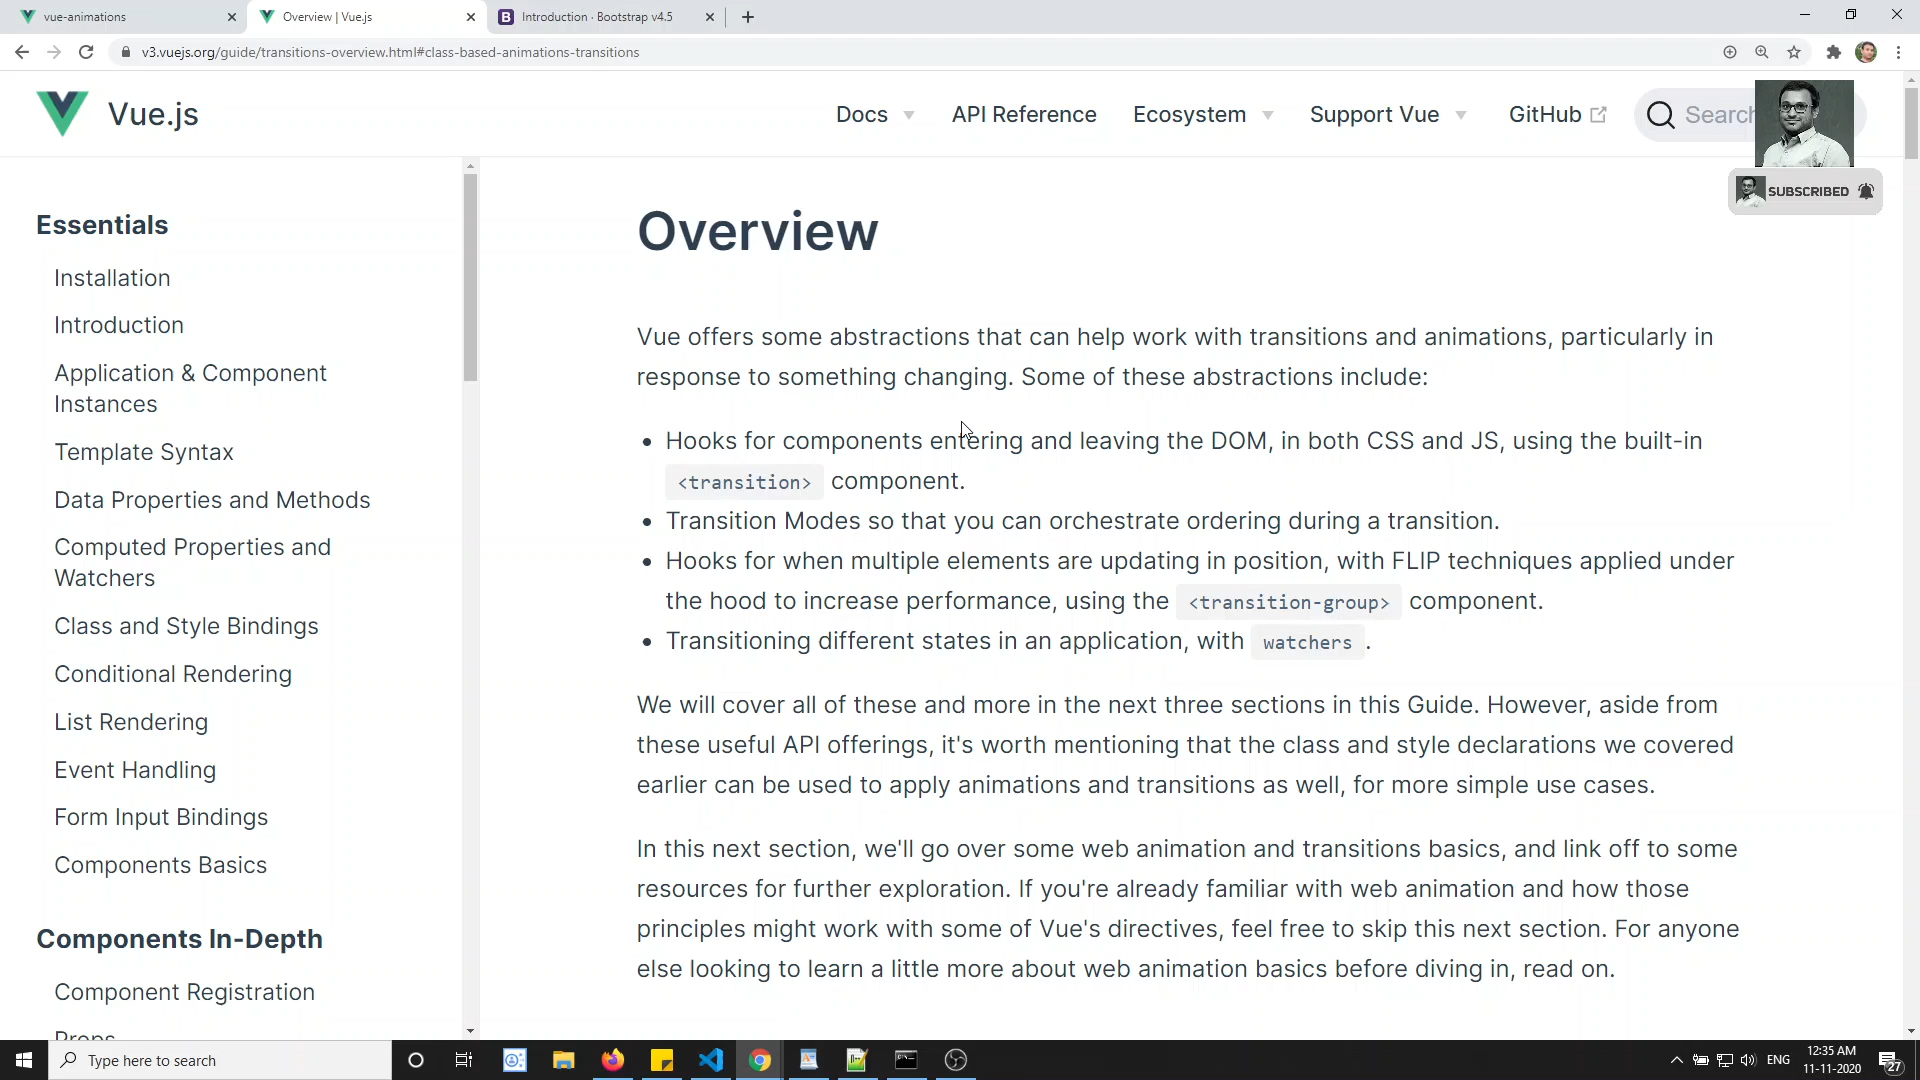 vue-animations
Overview | Vue.js
Introduction · Bootstrap v4.5
v3.vuejs.org/guide/transitions-overview.html#class-based-animations-transitions
Vue.js
Docs
API Reference
Ecosystem
Support Vue
GitHub
Search
SUBSCRIBED
Essentials
Installation
Introduction
Application & Component
Instances
Template Syntax
Data Properties and Methods
Computed Properties and
Watchers
Class and Style Bindings
Conditional Rendering
List Rendering
Event Handling
Form Input Bindings
Components Basics
Components In-Depth
Component Registration
Props
Overview
Vue offers some abstractions that can help work with transitions and animations, particularly in
response to something changing. Some of these abstractions include:
Hooks for components entering and leaving the DOM, in both CSS and JS, using the built-in
<transition> component.
Transition Modes so that you can orchestrate ordering during a transition.
Hooks for when multiple elements are updating in position, with FLIP techniques applied under
the hood to increase performance, using the <transition-group> component.
Transitioning different states in an application, with watchers .
We will cover all of these and more in the next three sections in this Guide. However, aside from
these useful API offerings, it's worth mentioning that the class and style declarations we covered
earlier can be used to apply animations and transitions as well, for more simple use cases.
In this next section, we'll go over some web animation and transitions basics, and link off to some
resources for further exploration. If you're already familiar with web animation and how those
principles might work with some of Vue's directives, feel free to skip this next section. For anyone
else looking to learn a little more about web animation basics before diving in, read on.
Type here to search
ENG
12:35 AM
11-11-2020
27